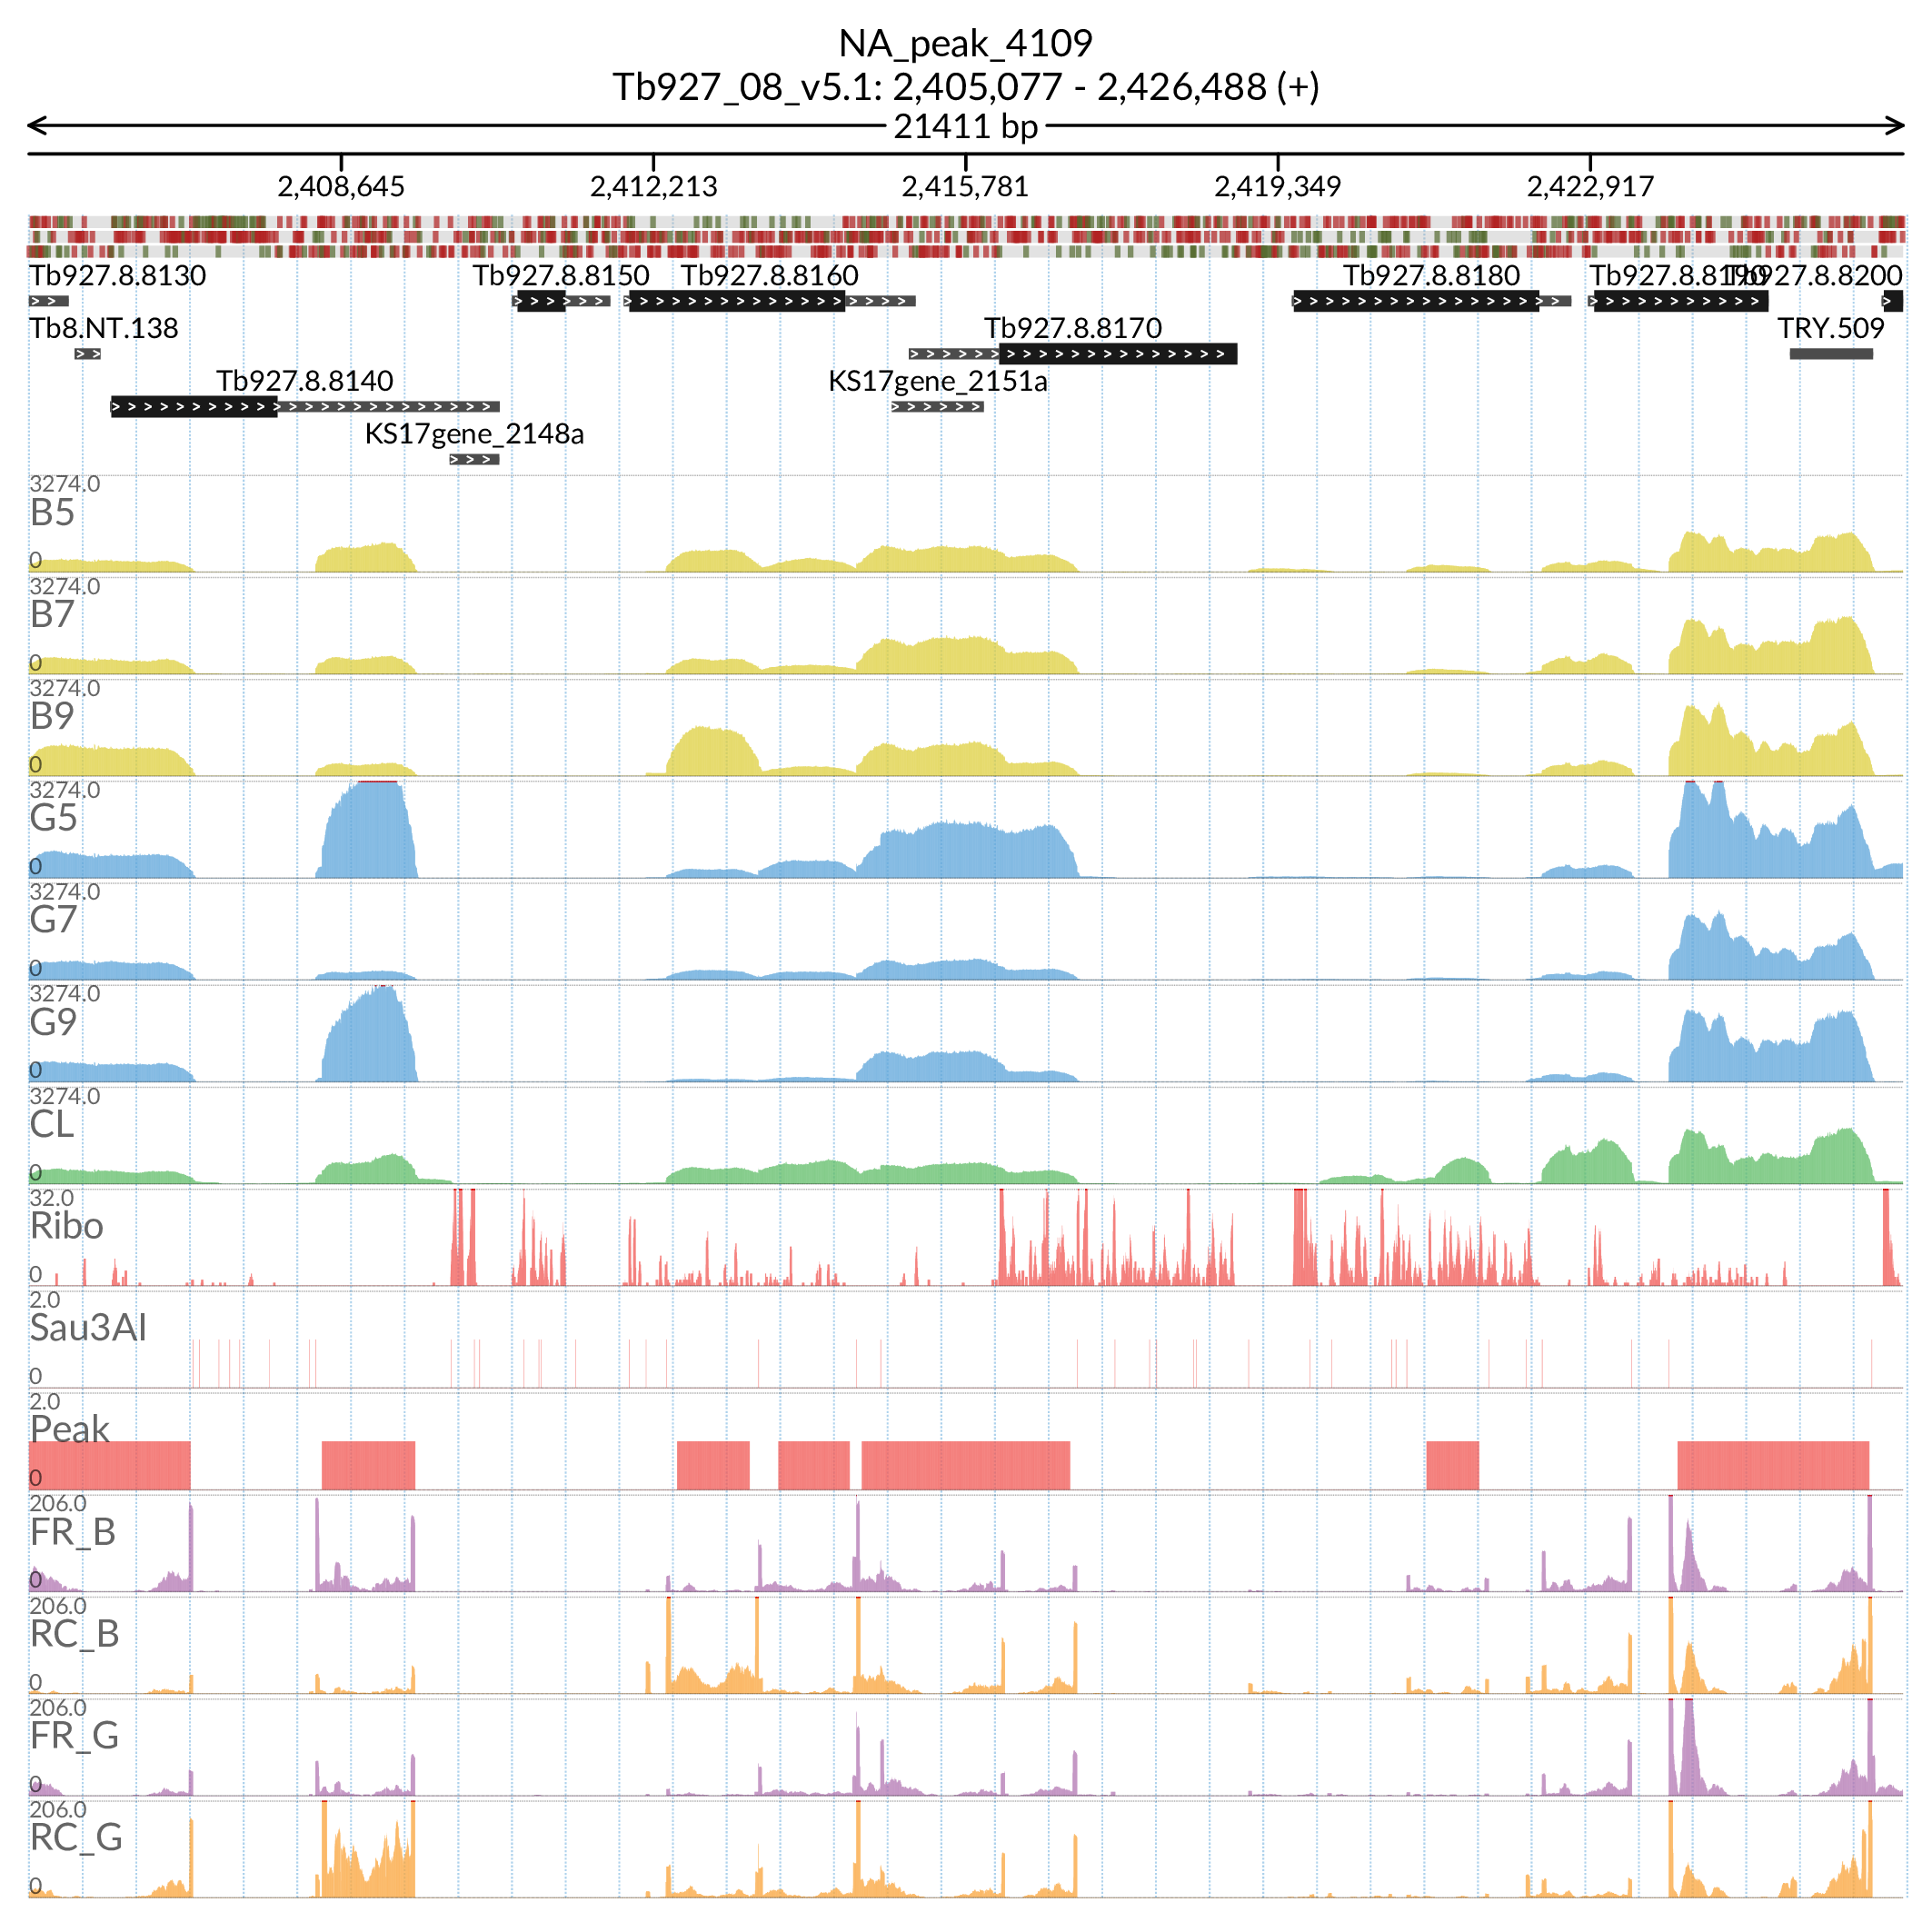 NA_peak_4109
Tb927_08_v5.1: 2,405,077 - 2,426,488 (+)
21411 bp
2,408,645 2,412,213 2,415,781 2,419,349 2,422,917
Tb927.8.8130 Tb927.8.8150 Tb927.8.8160 Tb927.8.8180 Tb927.8.8190 Tb927.8.8200
Tb8.NT.138 Tb927.8.8170 TRY.509
Tb927.8.8140 KS17gene_2151a
KS17gene_2148a
3274.0
B5
0
3274.0
B7
0
3274.0
B9
0
3274.0
G5
0
3274.0
G7
0
3274.0
G9
0
3274.0
CL
0
32.0
Ribo
0
2.0
Sau3AI
0
2.0
Peak
0
206.0
FR_B
0
206.0
RC_B
0
206.0
FR_G
0
206.0
RC_G
0